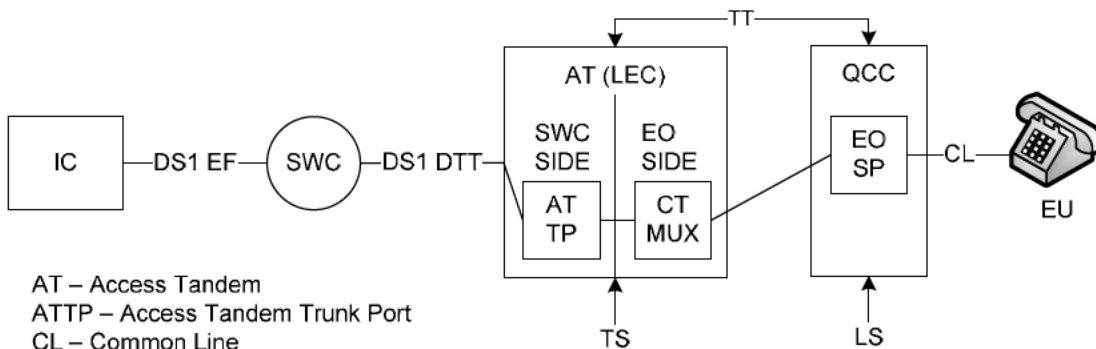 TT
AT (LEC)
QCC
IC
DS1 EF
SWC
DS1 DTT
SWC
SIDE
EO
SIDE
AT
TP
CT
MUX
EO
SP
CL
EU
AT – Access Tandem
ATTP – Access Tandem Trunk Port
CL – Common Line
TS
LS